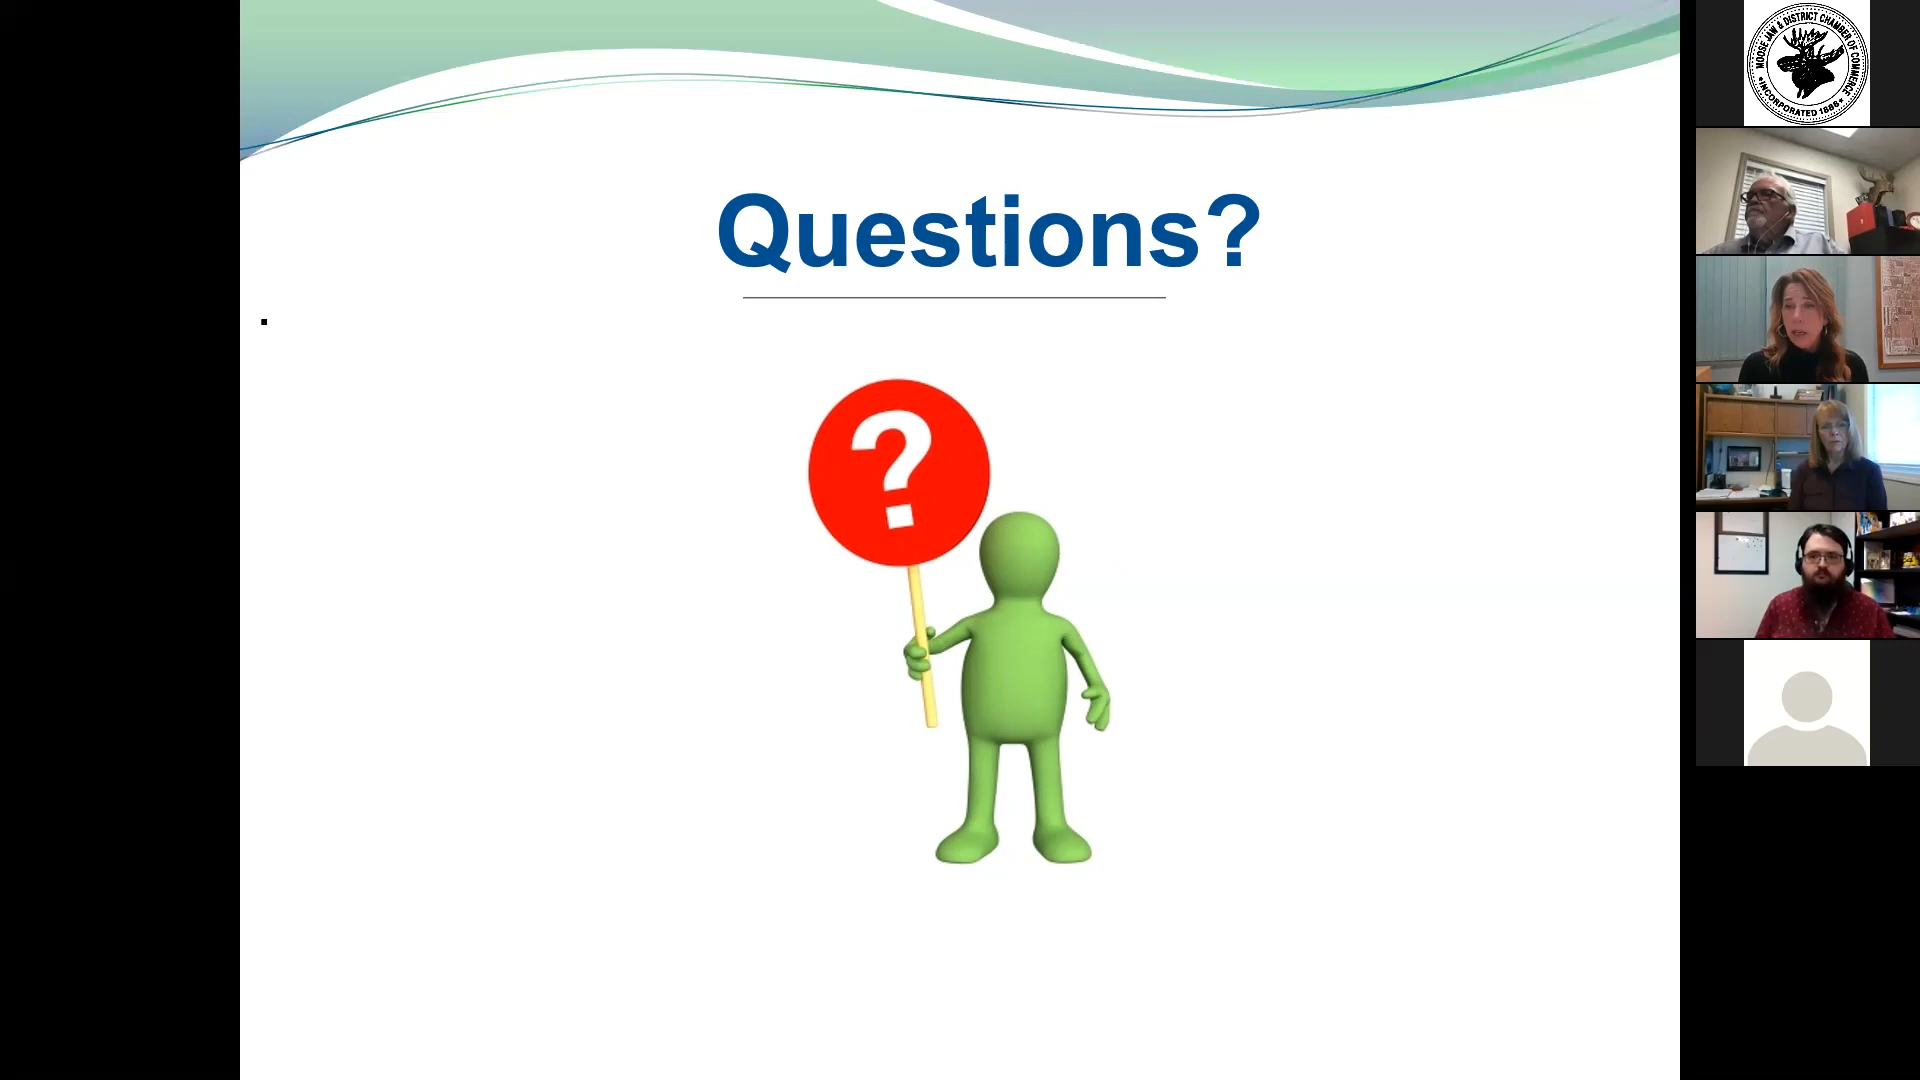 Questions?
.
?
MOOSE JAW & DISTRICT CHAMBER OF COMMERCE
INCORPORATED 1888